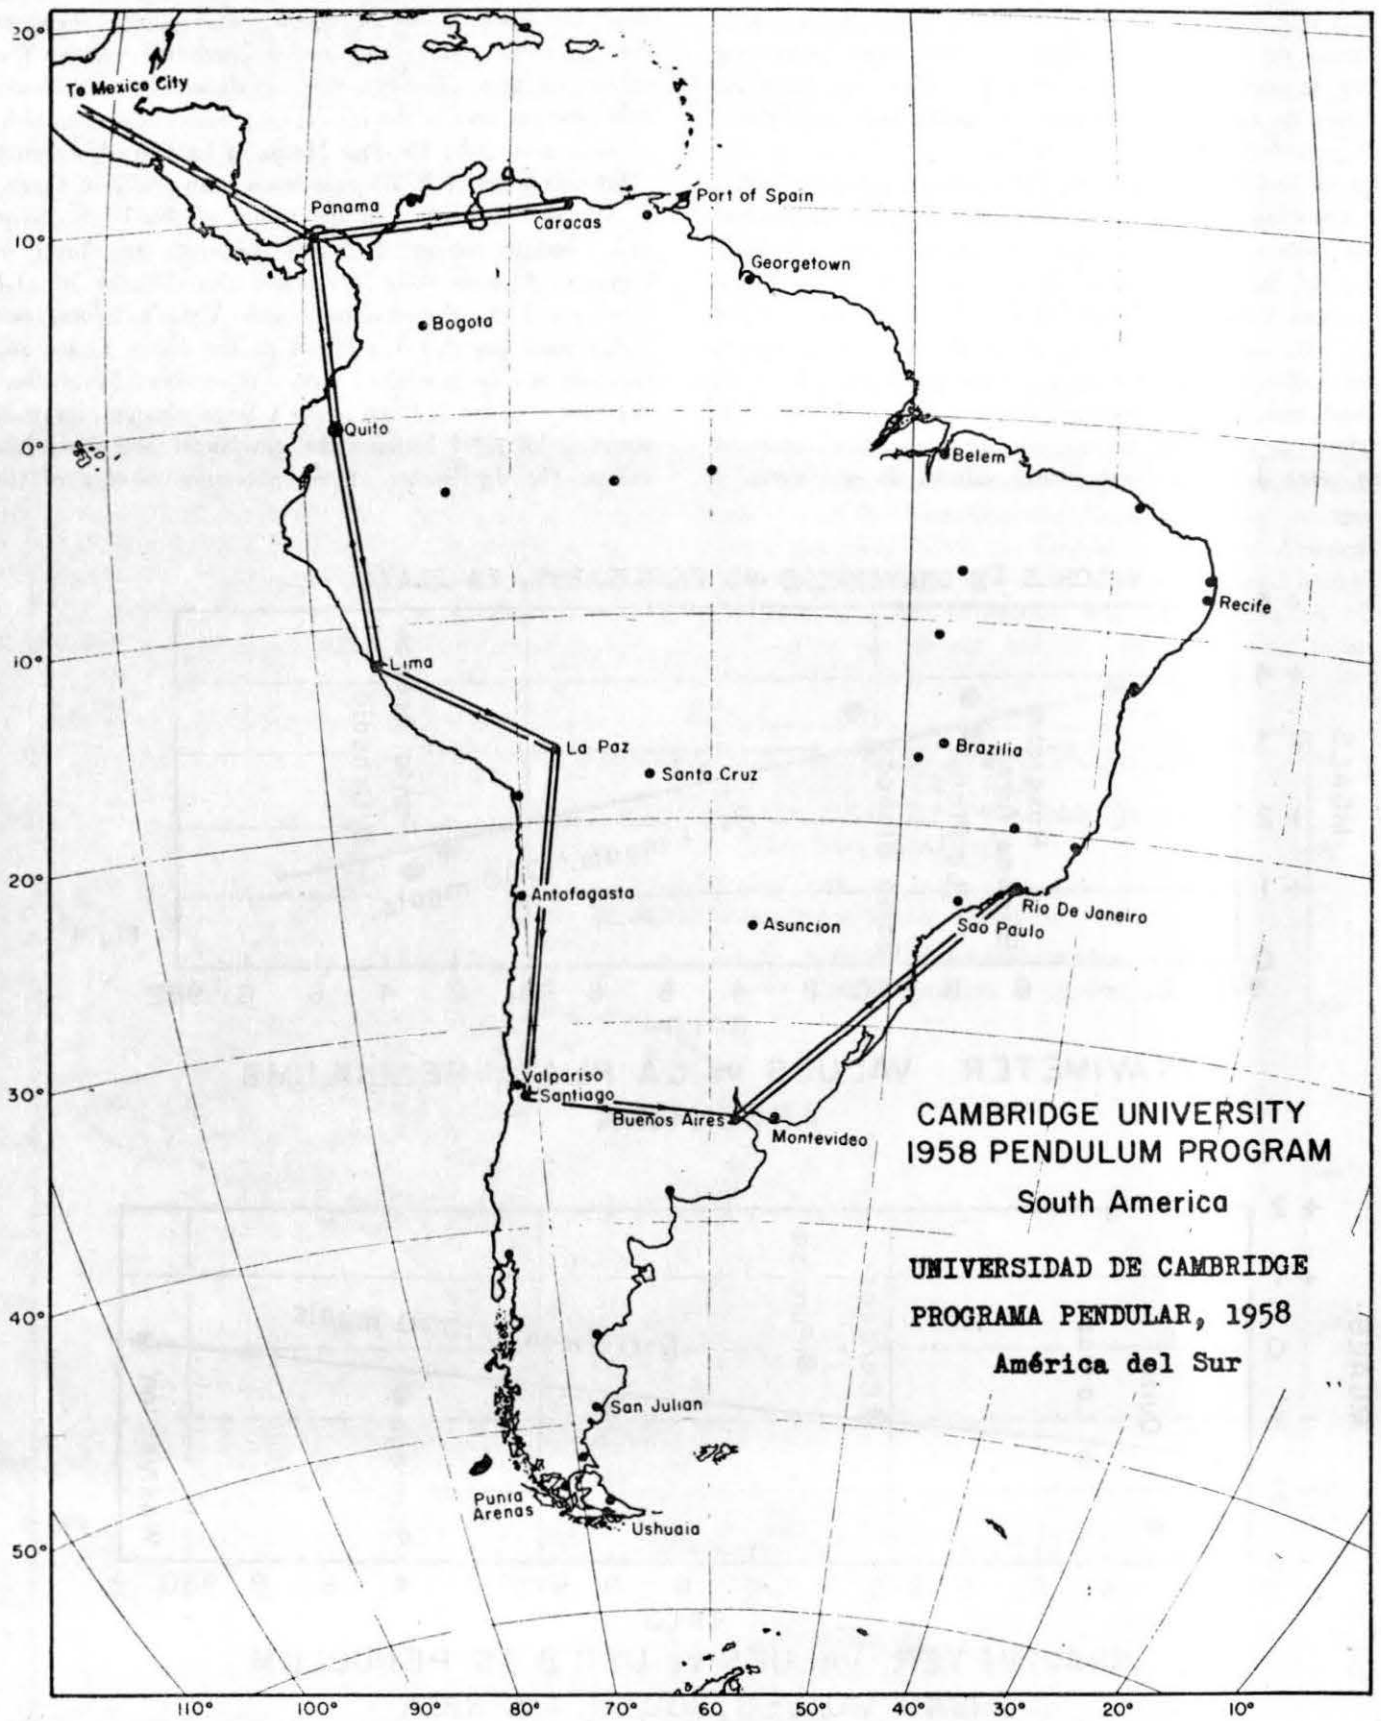 20°
To Mexico City
Panama
Caracas
Port of Spain
10°
Georgetown
Bogota
Quito
0°
Belem
Recife
10°
Lima
La Paz
Brazilia
Santa Cruz
20°
Antofagasta
Asuncion
Rio De Janeiro
Sao Paulo
Valpariso
Santiago
30°
Buenos Aires
Montevideo
CAMBRIDGE UNIVERSITY
1958 PENDULUM PROGRAM
South America
UNIVERSIDAD DE CAMBRIDGE
PROGRAMA PENDULAR, 1958
América del Sur
40°
San Julian
Punta
Arenas
Ushuaia
50°
110° 100° 90° 80° 70° 60° 50° 40° 30° 20° 10°